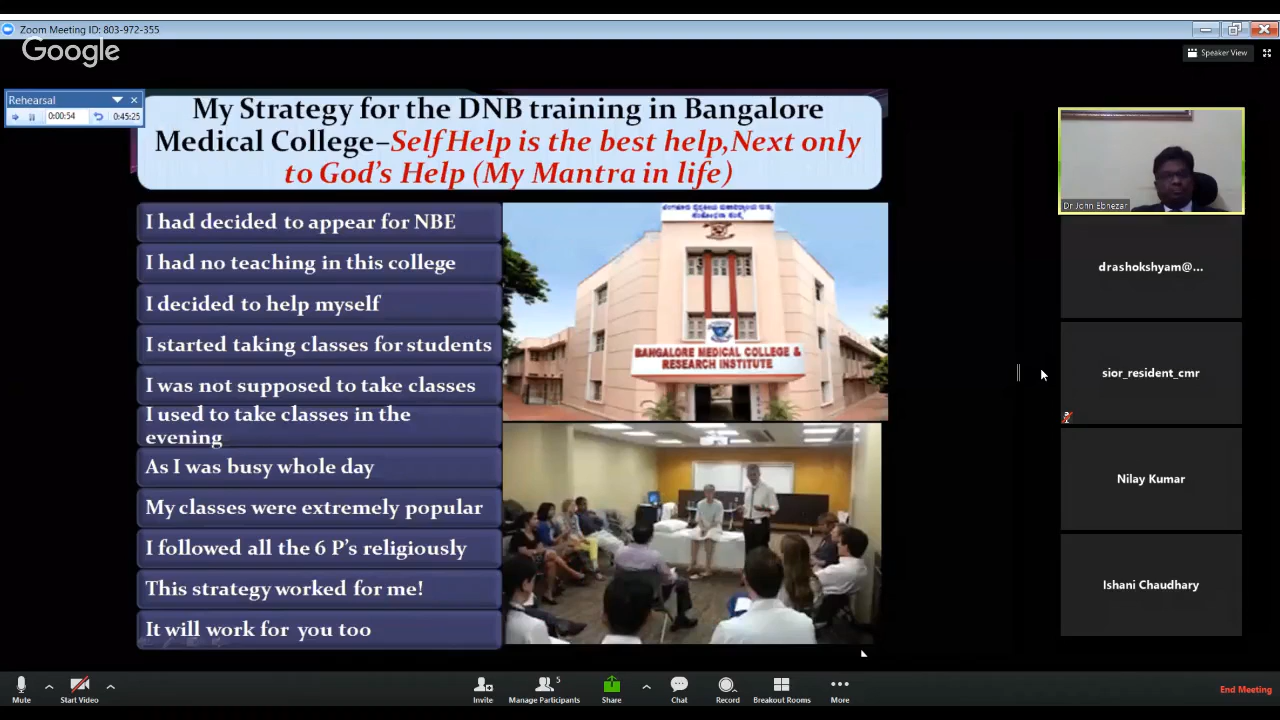 Zoom Meeting ID: 803-972-355
Google
Speaker View
Rehearsal
0:00:54
0:45:25
My Strategy for the DNB training in Bangalore
Medical College–Self Help is the best help,Next only
to God's Help (My Mantra in life)
I had decided to appear for NBE
I had no teaching in this college
I decided to help myself
I started taking classes for students
I was not supposed to take classes
I used to take classes in the
evening
As I was busy whole day
My classes were extremely popular
I followed all the 6 P's religiously
This strategy worked for me!
It will work for you too
BANGALORE MEDICAL COLLEGE &
RESEARCH INSTITUTE
Dr John Ebnezar
drashokshyam@...
sior_resident_cmr
Nilay Kumar
Ishani Chaudhary
Mute
Start Video
Invite
5
Manage Participants
Share
Chat
Record
Breakout Rooms
More
End Meeting